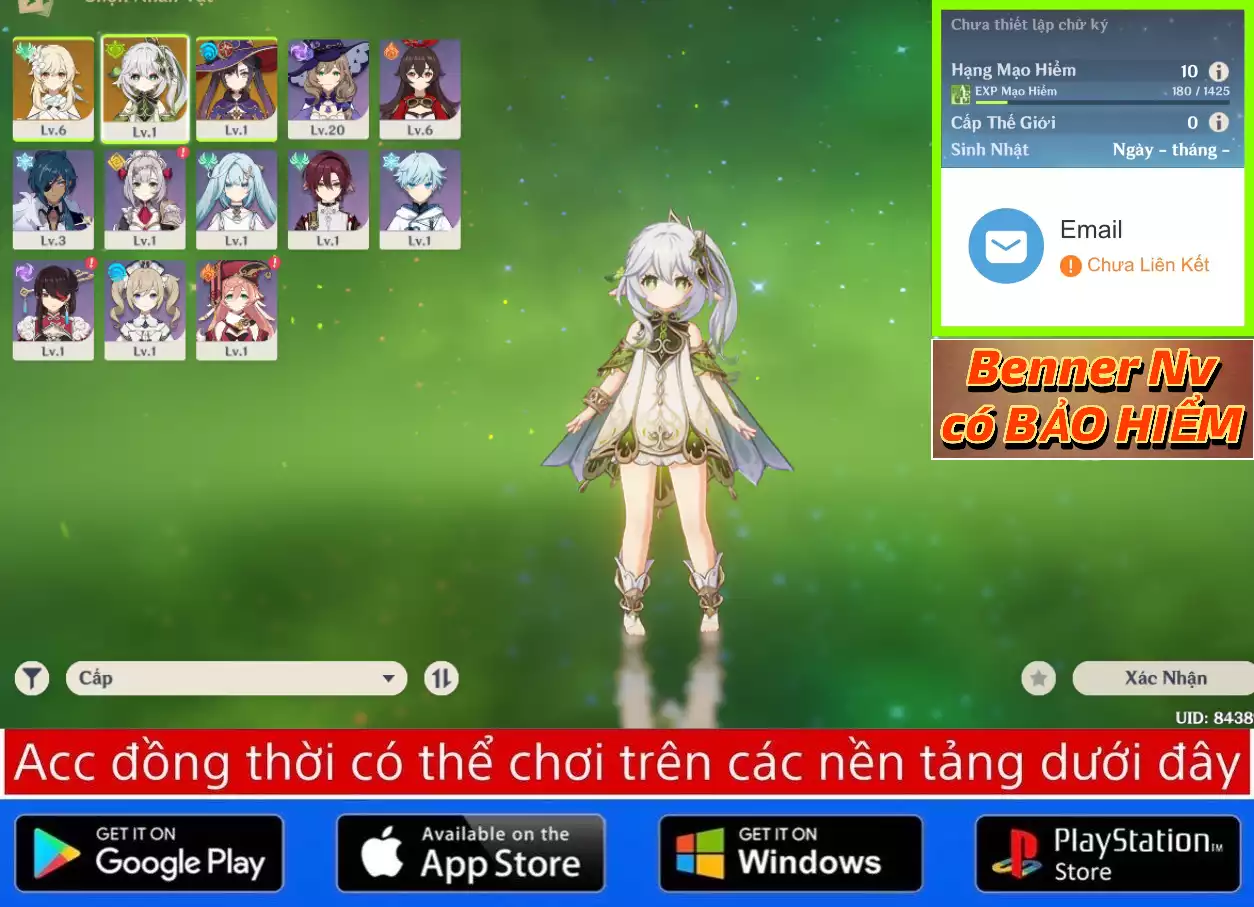 Chọn Nhân Vật
Lv.6
Lv.1
Lv.1
Lv.20
Lv.6
Lv.3
Lv.1
Lv.1
Lv.1
Lv.1
Lv.1
Lv.1
Lv.1
Cấp
Xác Nhận
UID: 8438
Chưa thiết lập chữ ký
Hạng Mạo Hiểm 10
EXP Mạo Hiểm 180 / 1425
Cấp Thế Giới 0
Sinh Nhật Ngày - tháng -
Email
Chưa Liên Kết
Benner Nv
có BẢO HIỂM
Acc đồng thời có thể chơi trên các nền tảng dưới đây
GET IT ON
Google Play
Available on the
App Store
GET IT ON
Windows
PlayStation™
Store